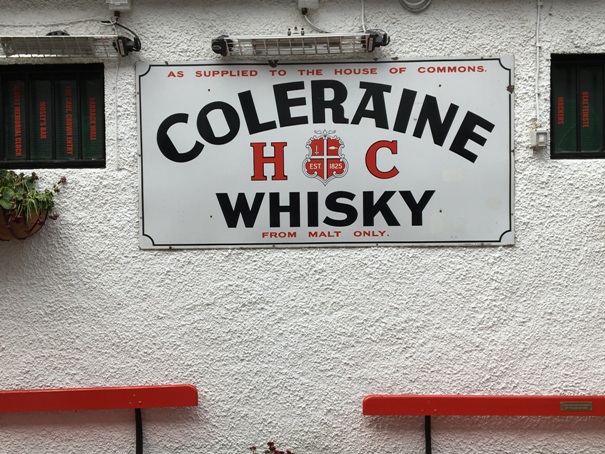 AS SUPPLIED TO THE HOUSE OF COMMONS.
COLERAINE
H C
EST 1825
WHISKY
FROM MALT ONLY.